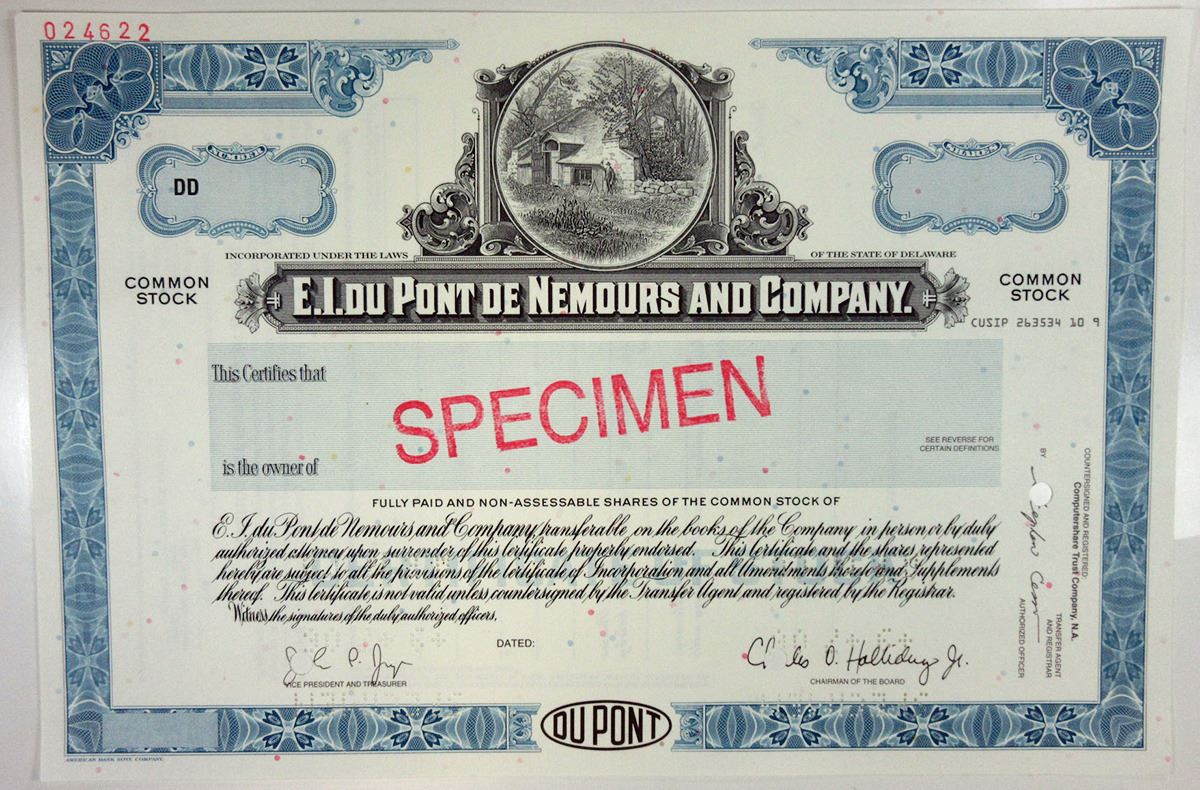 024622
NUMBER
SHARES
DD
INCORPORATED UNDER THE LAWS
OF THE STATE OF DELAWARE
COMMON
STOCK
E.I. DU PONT DE NEMOURS AND COMPANY.
COMMON
STOCK
CUSIP 263534 10 9
This Certifies that
SPECIMEN
SEE REVERSE FOR
CERTAIN DEFINITIONS
is the owner of
FULLY PAID AND NON-ASSESSABLE SHARES OF THE COMMON STOCK OF
E. I. du Pont de Nemours and Company, transferable on the books of the Company in person or by duly
authorized attorney upon surrender of this Certificate properly endorsed. This Certificate and the shares represented
hereby are subject to all the provisions of the Certificate of Incorporation and all Amendments thereto and Supplements
thereof. This certificate is not valid unless countersigned by the Transfer Agent and registered by the Registrar.
Witness the signatures of the duly authorized officers.
DATED:
VICE PRESIDENT AND TREASURER
Charles O. Holliday Jr.
CHAIRMAN OF THE BOARD
COUNTERSIGNED AND REGISTERED:
Computershare Trust Company, N.A.
TRANSFER AGENT
AND REGISTRAR
BY
AUTHORIZED OFFICER
DU PONT
AMERICAN BANK NOTE COMPANY.